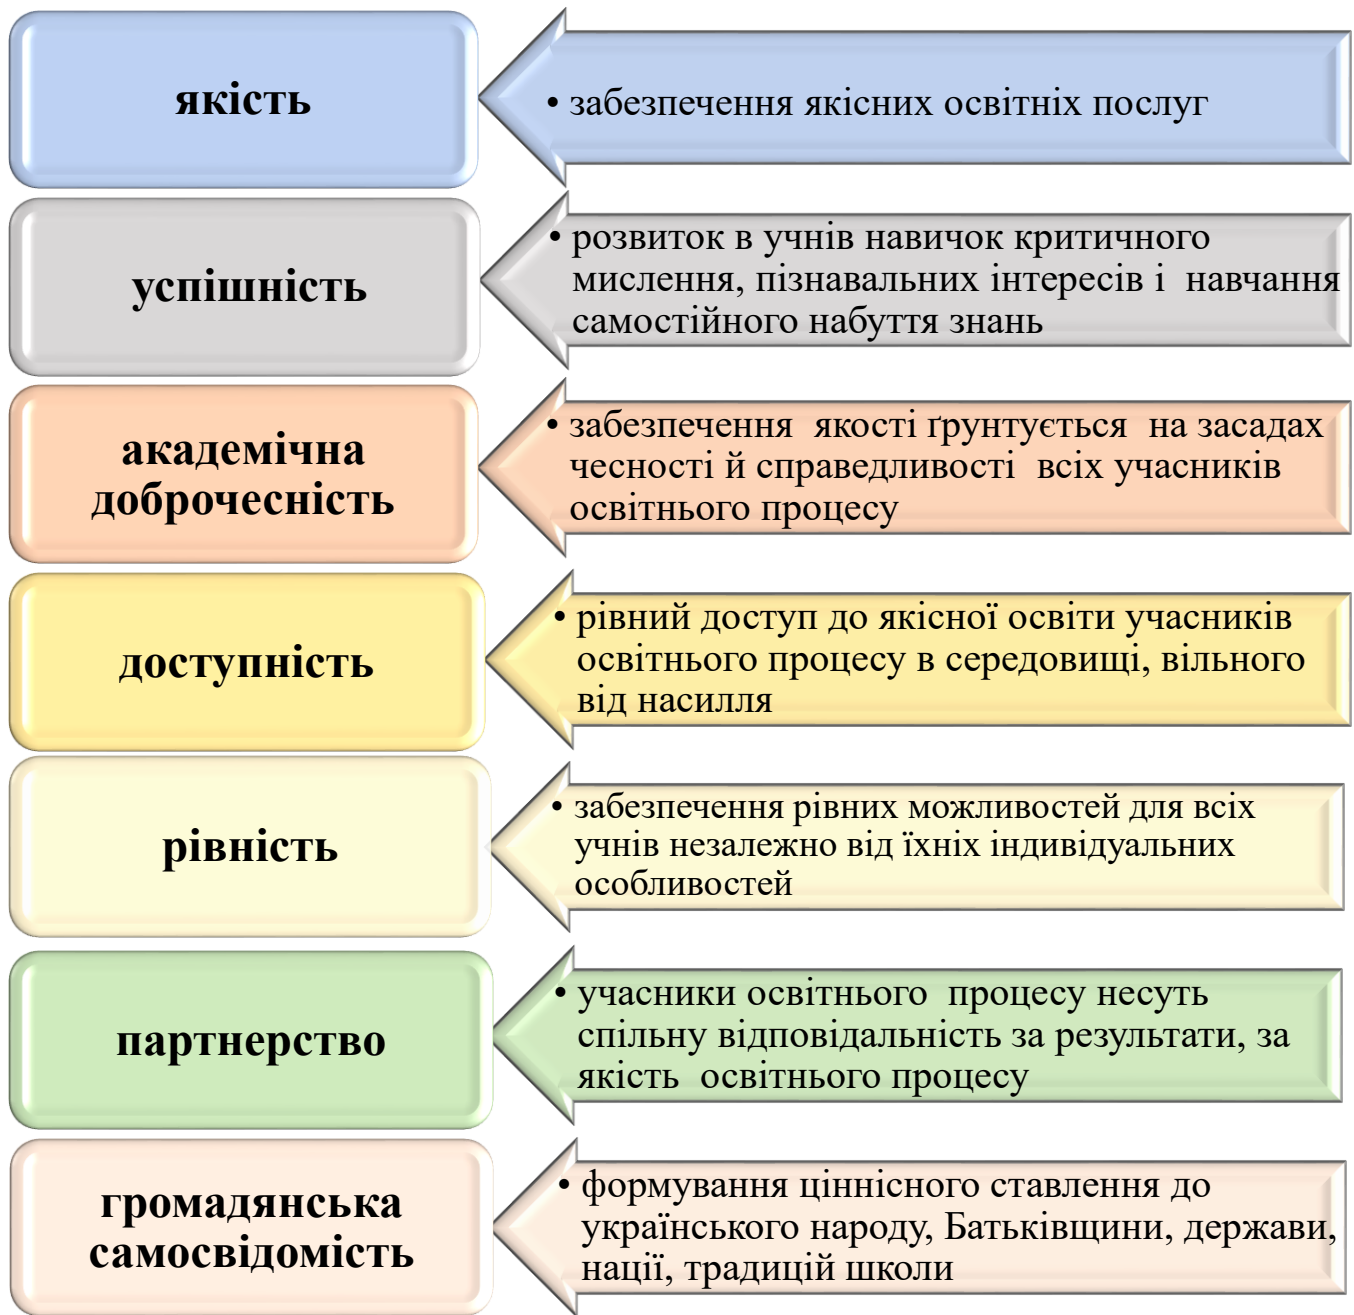 якість
• забезпечення якісних освітніх послуг
успішність
• розвиток в учнів навичок критичного
мислення, пізнавальних інтересів і навчання
самостійного набуття знань
академічна
доброчесність
• забезпечення якості ґрунтується на засадах
чесності й справедливості всіх учасників
освітнього процесу
доступність
• рівний доступ до якісної освіти учасників
освітнього процесу в середовищі, вільного
від насилля
рівність
• забезпечення рівних можливостей для всіх
учнів незалежно від їхніх індивідуальних
особливостей
партнерство
• учасники освітнього процесу несуть
спільну відповідальність за результати, за
якість освітнього процесу
громадянська
самосвідомість
• формування ціннісного ставлення до
українського народу, Батьківщини, держави,
нації, традицій школи